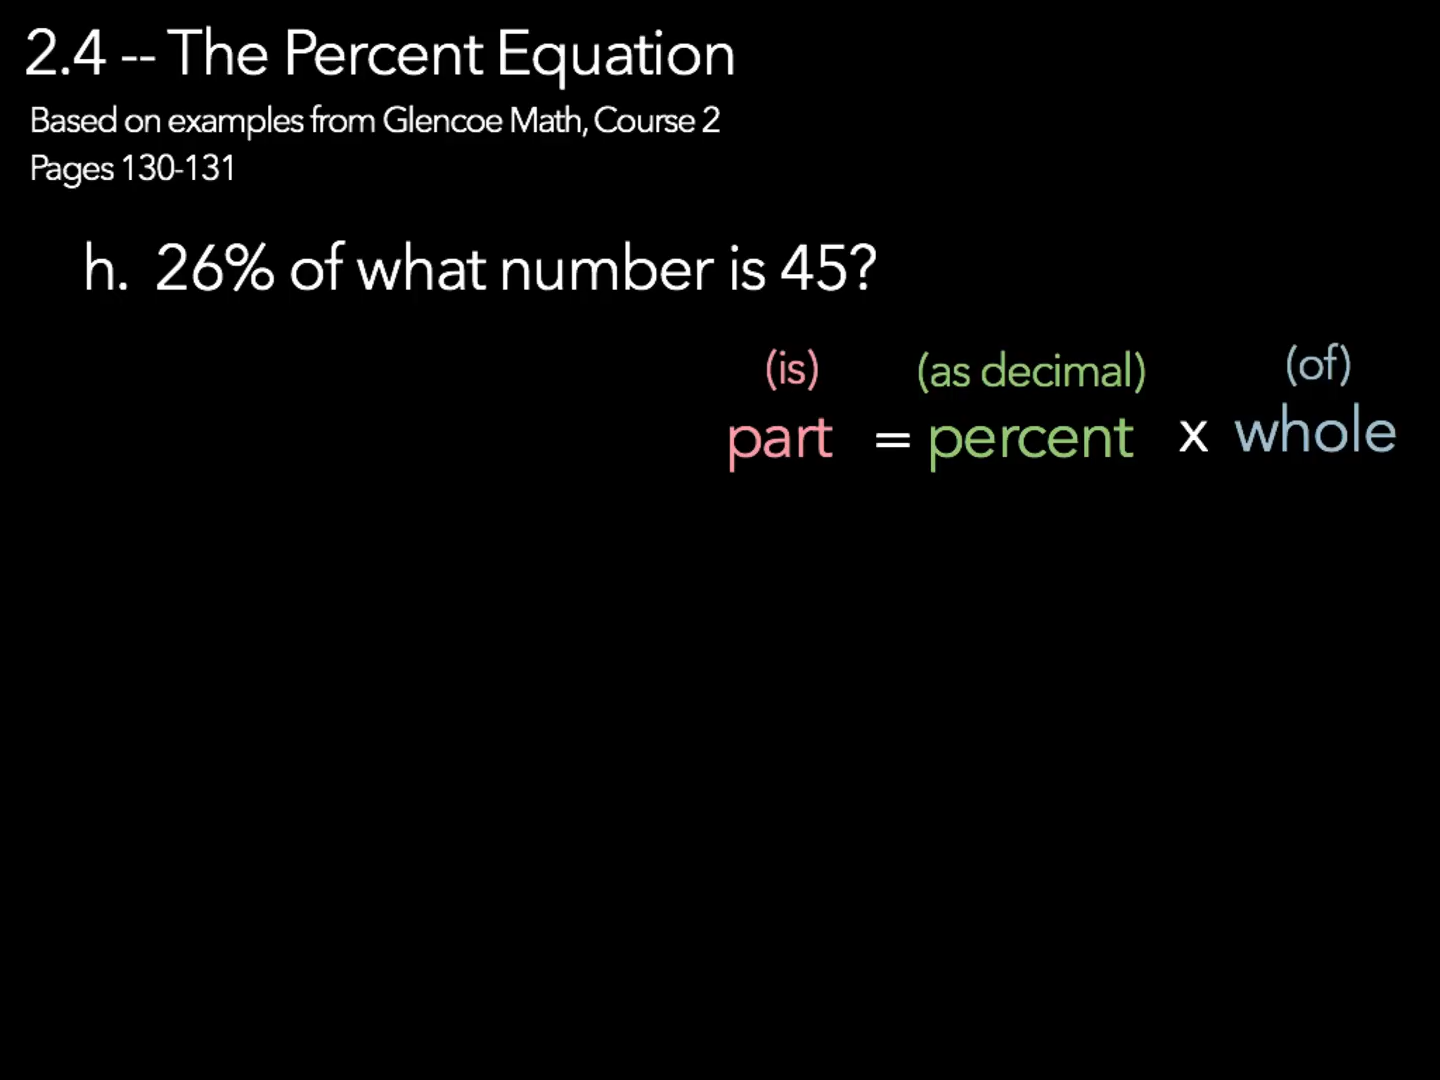 2.4 -- The Percent Equation
Based on examples from Glencoe Math, Course 2
Pages 130-131
h. 26% of what number is 45?
(is) (as decimal) (of)
part = percent x whole